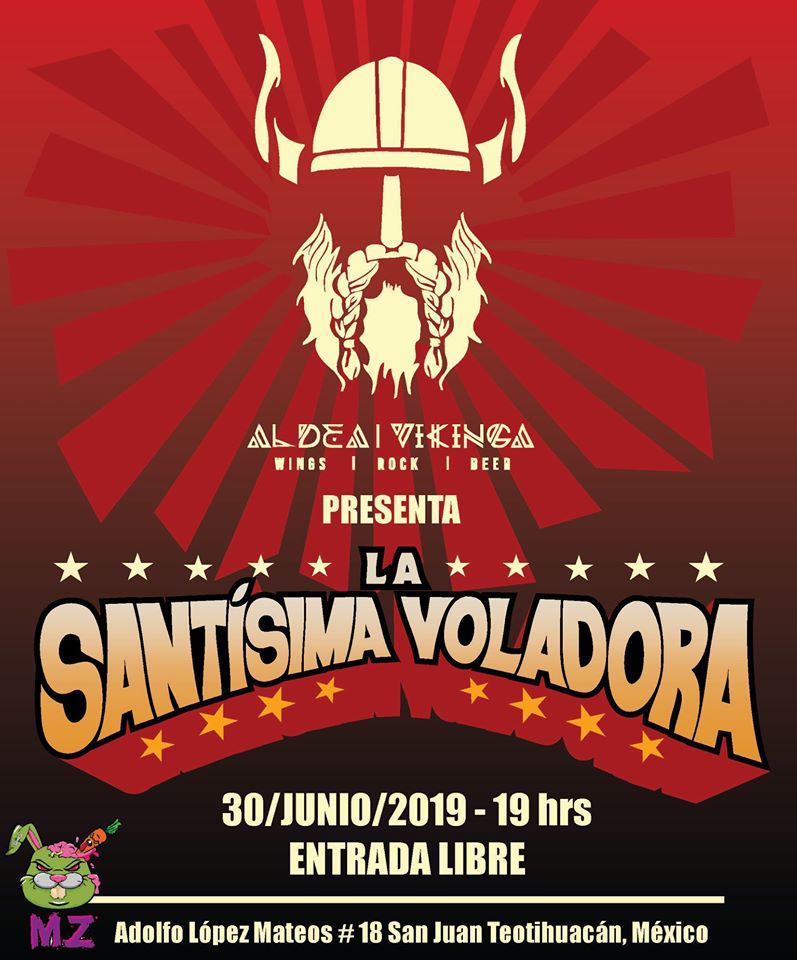 ALDEA | VIKINGA
WINGS | ROCK | BEER
PRESENTA
LA
SANTÍSIMA VOLADORA
30/JUNIO/2019 - 19 hrs
ENTRADA LIBRE
MZ
Adolfo López Mateos # 18 San Juan Teotihuacán, México